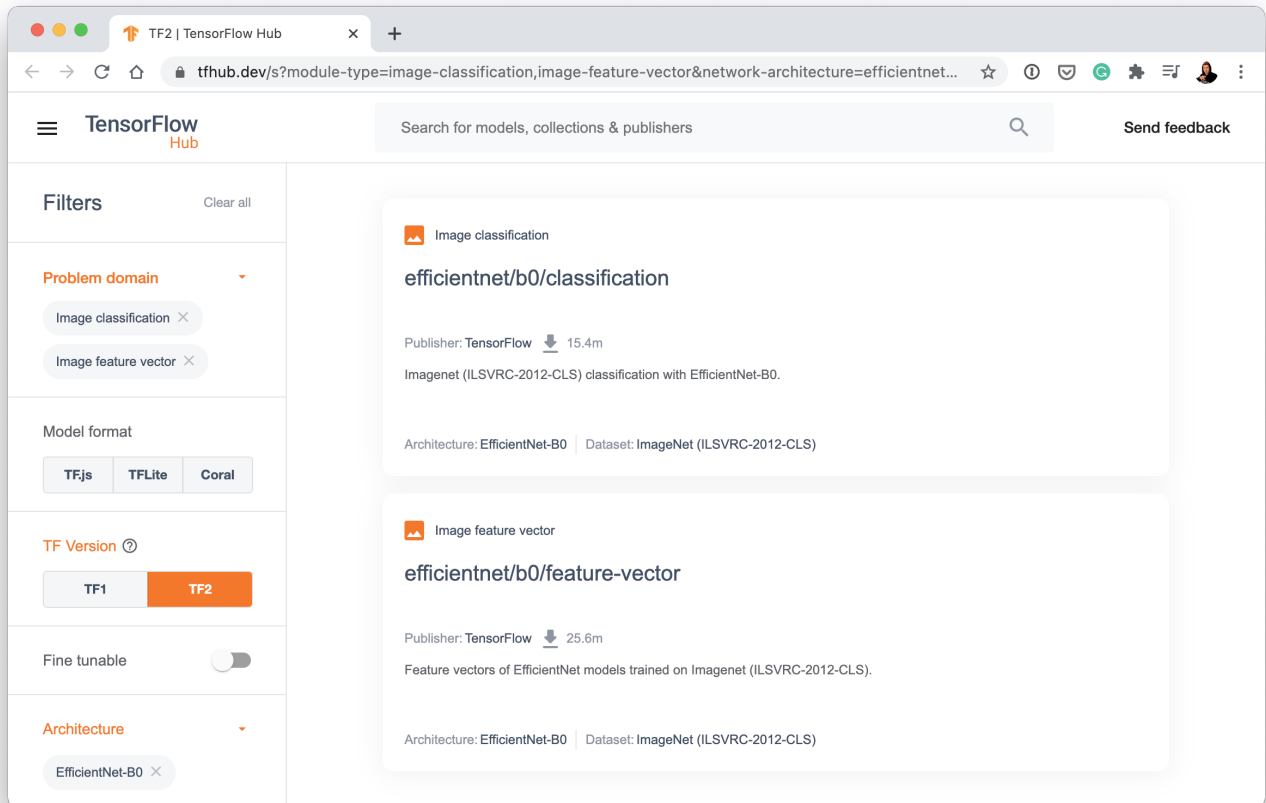 TF2 | TensorFlow Hub
tfhub.dev/s?module-type=image-classification,image-feature-vector&network-architecture=efficientnet...
TensorFlow
Hub
Search for models, collections & publishers
Send feedback
Filters
Clear all
Problem domain
Image classification
Image feature vector
Model format
TF.js TFLite Coral
TF Version
TF1 TF2
Fine tunable
Architecture
EfficientNet-B0
Image classification
efficientnet/b0/classification
Publisher: TensorFlow 15.4m
Imagenet (ILSVRC-2012-CLS) classification with EfficientNet-B0.
Architecture: EfficientNet-B0 Dataset: ImageNet (ILSVRC-2012-CLS)
Image feature vector
efficientnet/b0/feature-vector
Publisher: TensorFlow 25.6m
Feature vectors of EfficientNet models trained on Imagenet (ILSVRC-2012-CLS).
Architecture: EfficientNet-B0 Dataset: ImageNet (ILSVRC-2012-CLS)